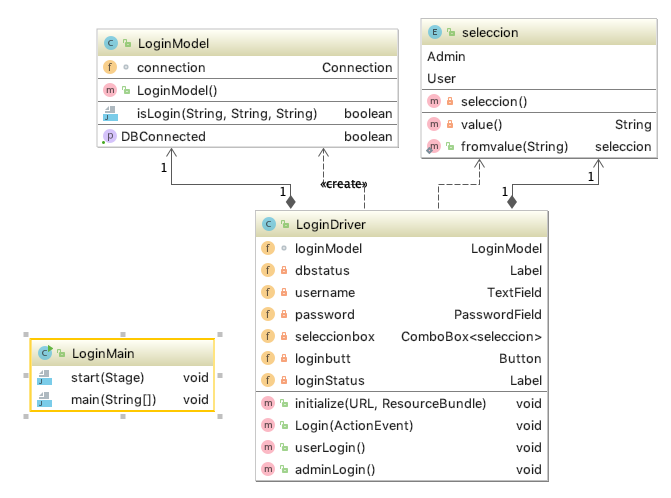 LoginModel
connection Connection
LoginModel()
isLogin(String, String, String) boolean
DBConnected boolean
seleccion
Admin
User
seleccion()
value() String
fromvalue(String) seleccion
1
1
«create»
1
1
LoginDriver
loginModel LoginModel
dbstatus Label
username TextField
password PasswordField
seleccionbox ComboBox<seleccion>
loginbutt Button
loginStatus Label
initialize(URL, ResourceBundle) void
Login(ActionEvent) void
userLogin() void
adminLogin() void
LoginMain
start(Stage) void
main(String[]) void